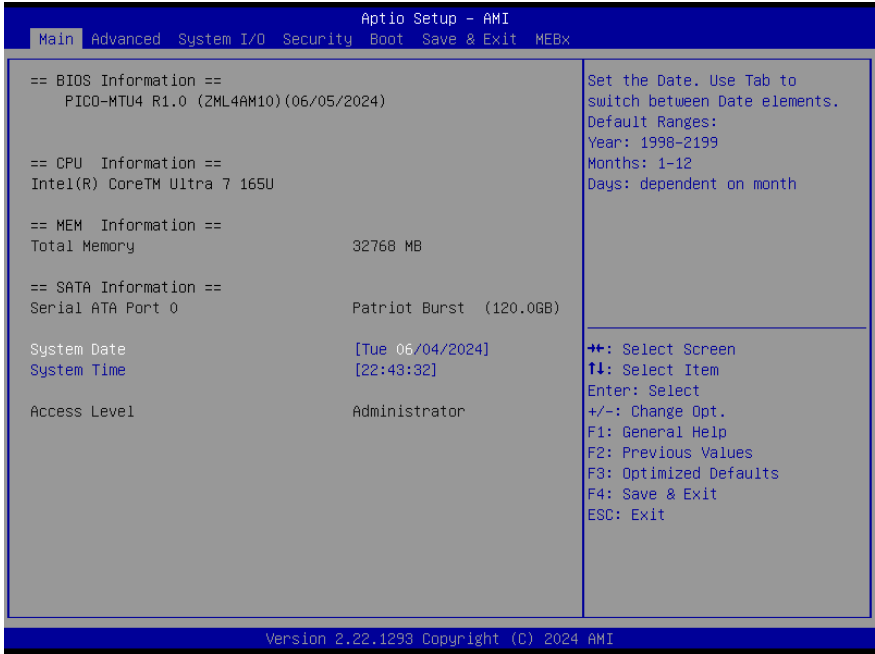 Aptio Setup – AMI
Main Advanced System I/O Security Boot Save & Exit MEBx
== BIOS Information ==
PICO-MTU4 R1.0 (ZML4AM10)(06/05/2024)
== CPU Information ==
Intel(R) CoreTM Ultra 7 165U
== MEM Information ==
Total Memory 32768 MB
== SATA Information ==
Serial ATA Port 0 Patriot Burst (120.0GB)
System Date [Tue 06/04/2024]
System Time [22:43:32]
Access Level Administrator
Set the Date. Use Tab to
switch between Date elements.
Default Ranges:
Year: 1998–2199
Months: 1–12
Days: dependent on month
→←: Select Screen
↑↓: Select Item
Enter: Select
+/-: Change Opt.
F1: General Help
F2: Previous Values
F3: Optimized Defaults
F4: Save & Exit
ESC: Exit
Version 2.22.1293 Copyright (C) 2024 AMI